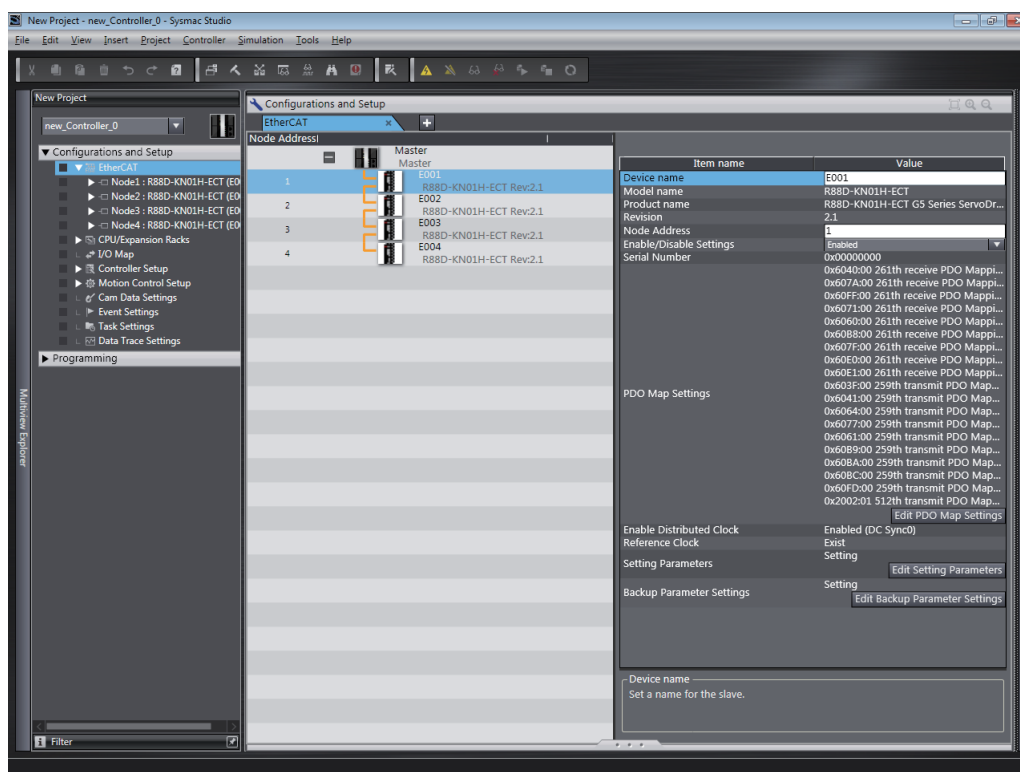 New Project - new_Controller_0 - Sysmac Studio
File Edit View Insert Project Controller Simulation Tools Help
Multiview Explorer
New Project
new_Controller_0
Configurations and Setup
EtherCAT
Node1 : R88D-KN01H-ECT (E0
Node2 : R88D-KN01H-ECT (E0
Node3 : R88D-KN01H-ECT (E0
Node4 : R88D-KN01H-ECT (E0
CPU/Expansion Racks
I/O Map
Controller Setup
Motion Control Setup
Cam Data Settings
Event Settings
Task Settings
Data Trace Settings
Programming
Filter
Configurations and Setup
EtherCAT
Node Address
Master
Master
1 E001
R88D-KN01H-ECT Rev:2.1
2 E002
R88D-KN01H-ECT Rev:2.1
3 E003
R88D-KN01H-ECT Rev:2.1
4 E004
R88D-KN01H-ECT Rev:2.1
Item name Value
Device name E001
Model name R88D-KN01H-ECT
Product name R88D-KN01H-ECT G5 Series ServoDr...
Revision 2.1
Node Address 1
Enable/Disable Settings Enabled
Serial Number 0x00000000
PDO Map Settings
0x6040:00 261th receive PDO Mappi...
0x607A:00 261th receive PDO Mappi...
0x60FF:00 261th receive PDO Mappi...
0x6071:00 261th receive PDO Mappi...
0x6060:00 261th receive PDO Mappi...
0x60B8:00 261th receive PDO Mappi...
0x607F:00 261th receive PDO Mappi...
0x60E0:00 261th receive PDO Mappi...
0x60E1:00 261th receive PDO Mappi...
0x603F:00 259th transmit PDO Map...
0x6041:00 259th transmit PDO Map...
0x6064:00 259th transmit PDO Map...
0x6077:00 259th transmit PDO Map...
0x6061:00 259th transmit PDO Map...
0x60B9:00 259th transmit PDO Map...
0x60BA:00 259th transmit PDO Map...
0x60BC:00 259th transmit PDO Map...
0x60FD:00 259th transmit PDO Map...
0x2002:01 512th transmit PDO Map...
Edit PDO Map Settings
Enable Distributed Clock Enabled (DC Sync0)
Reference Clock Exist
Setting Parameters Setting
Edit Setting Parameters
Backup Parameter Settings Setting
Edit Backup Parameter Settings
Device name
Set a name for the slave.